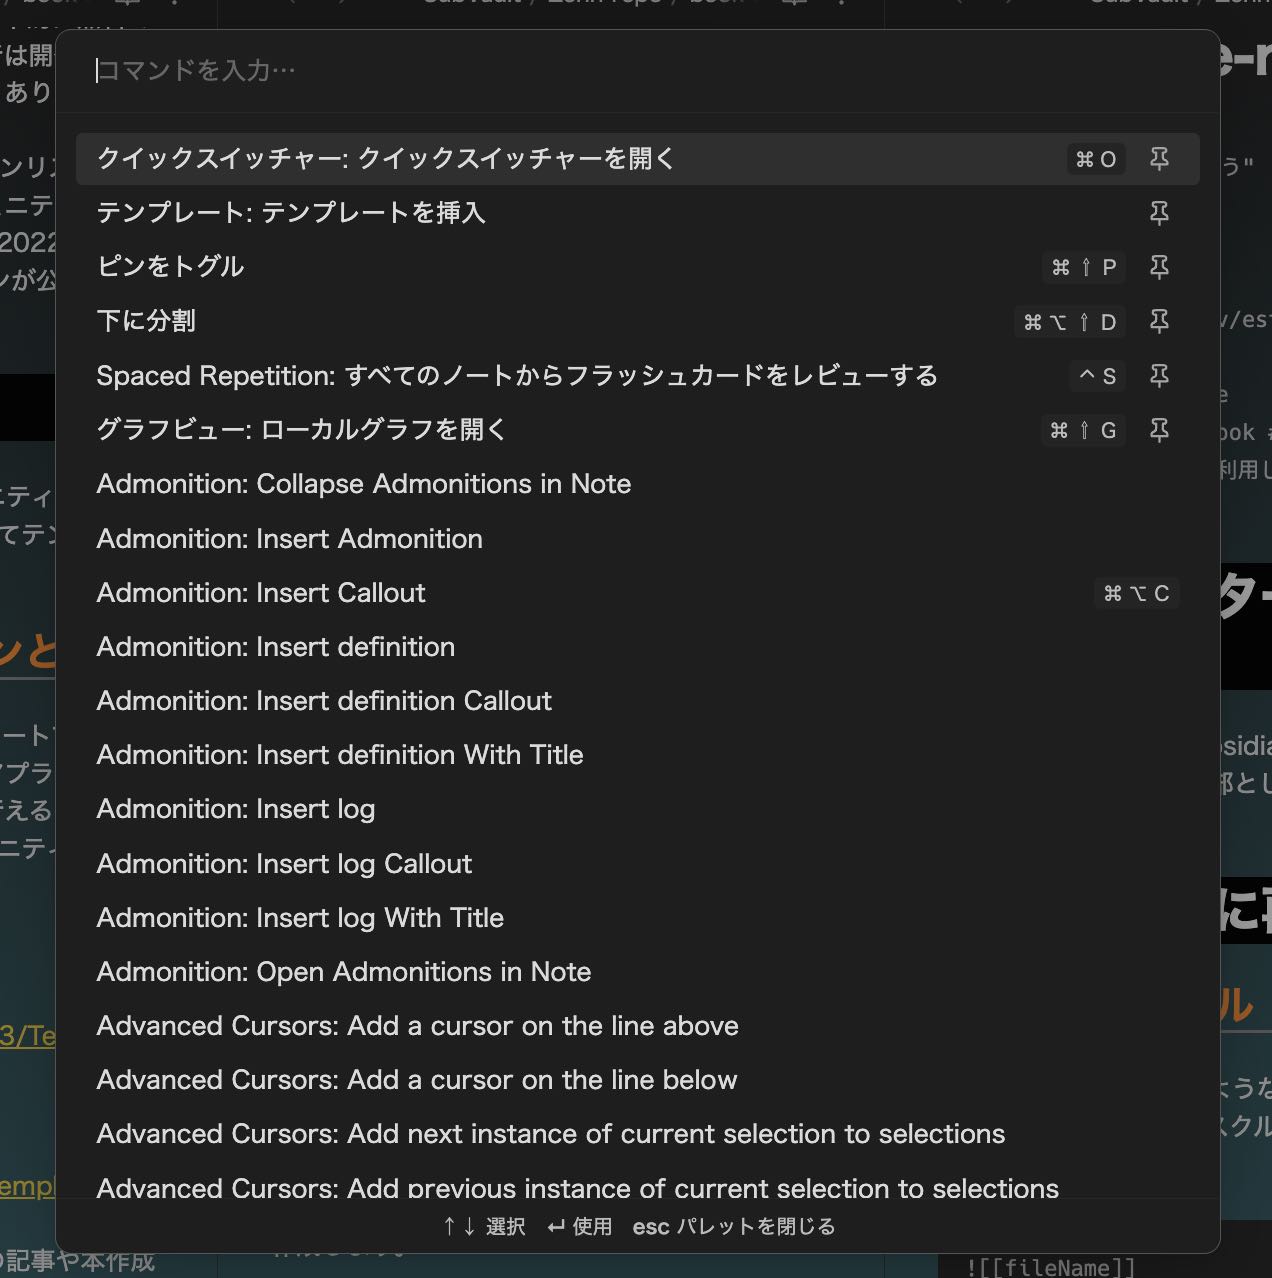 コマンドを入力…
クイックスイッチャー: クイックスイッチャーを開く ⌘ O
テンプレート: テンプレートを挿入
ピンをトグル ⌘ ⇧ P
下に分割 ⌘ ⌥ ⇧ D
Spaced Repetition: すべてのノートからフラッシュカードをレビューする ^ S
グラフビュー: ローカルグラフを開く ⌘ ⇧ G
Admonition: Collapse Admonitions in Note
Admonition: Insert Admonition
Admonition: Insert Callout ⌘ ⌥ C
Admonition: Insert definition
Admonition: Insert definition Callout
Admonition: Insert definition With Title
Admonition: Insert log
Admonition: Insert log Callout
Admonition: Insert log With Title
Admonition: Open Admonitions in Note
Advanced Cursors: Add a cursor on the line above
Advanced Cursors: Add a cursor on the line below
Advanced Cursors: Add next instance of current selection to selections
Advanced Cursors: Add previous instance of current selection to selections
↑↓ 選択 ↵ 使用 esc パレットを閉じる
の記事や本作成
![[fileName]]